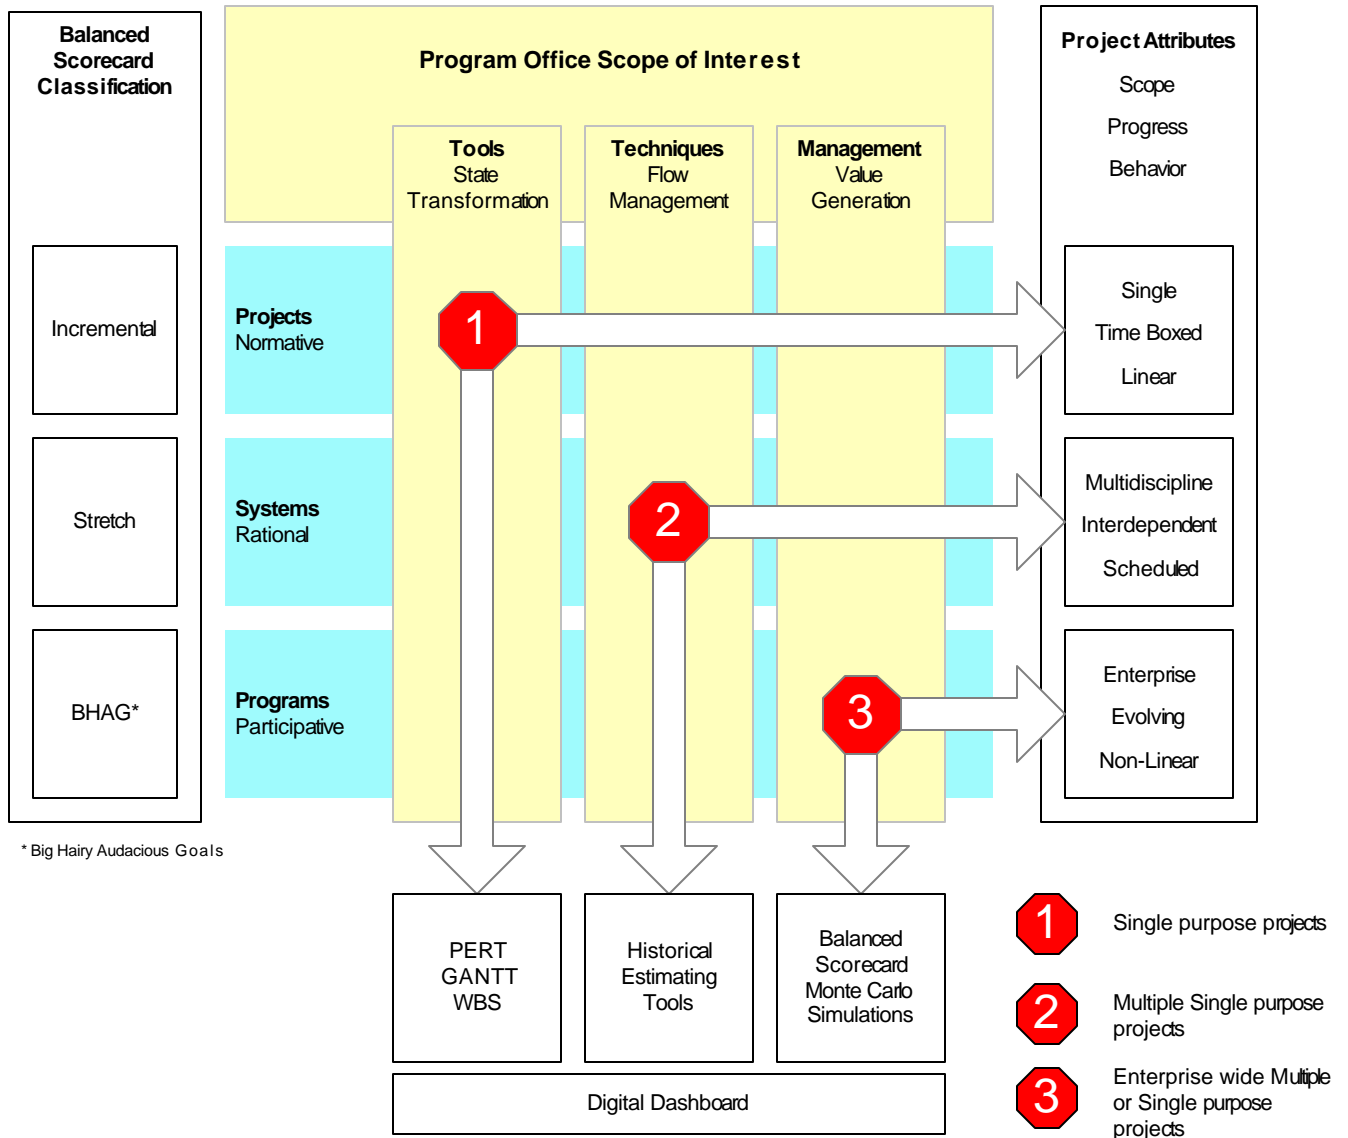 Balanced
Scorecard
Classification
Program Office Scope of Interest
Project Attributes
Scope
Progress
Behavior
Tools
State
Transformation
Techniques
Flow
Management
Management
Value
Generation
Incremental
Projects
Normative
1
Single
Time Boxed
Linear
Stretch
Systems
Rational
2
Multidiscipline
Interdependent
Scheduled
BHAG*
Programs
Participative
3
Enterprise
Evolving
Non-Linear
* Big Hairy Audacious Goals
PERT
GANTT
WBS
Historical
Estimating
Tools
Balanced
Scorecard
Monte Carlo
Simulations
Digital Dashboard
1
Single purpose projects
2
Multiple Single purpose
projects
3
Enterprise wide Multiple
or Single purpose
projects